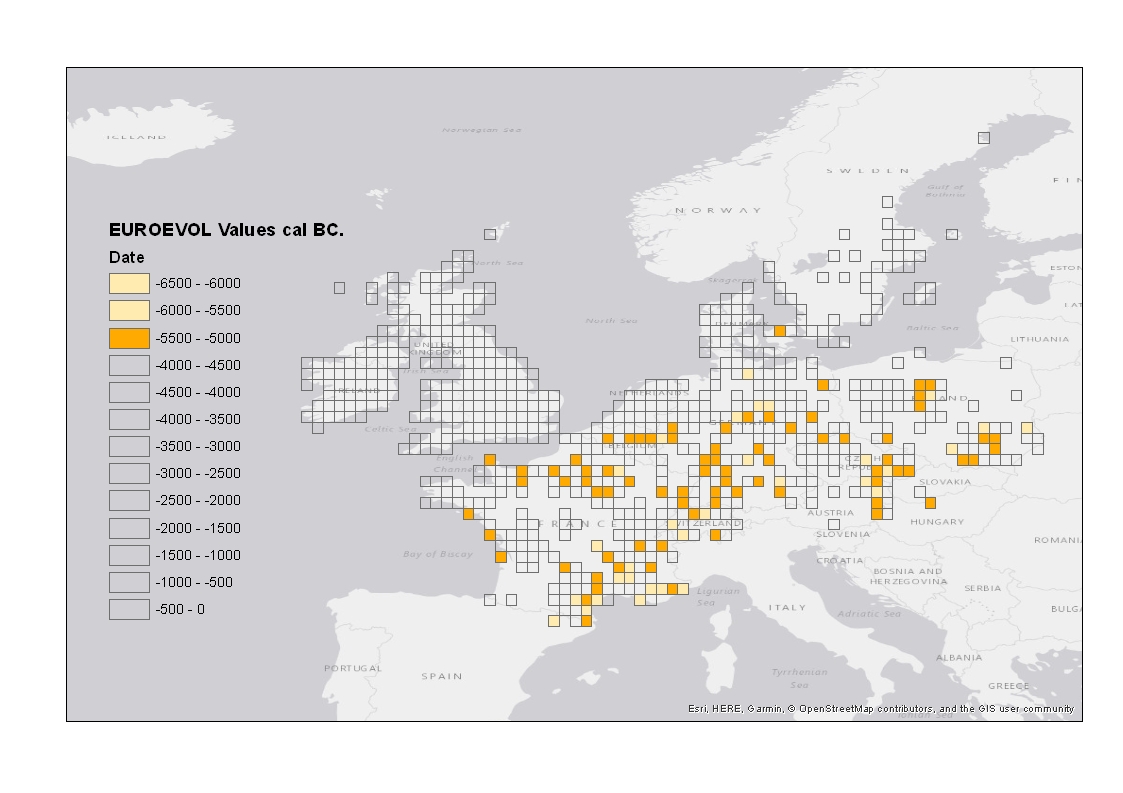 ICELAND
Norwegian Sea
SWEDEN
Gulf of
Bothnia
FIN
NORWAY
EUROEVOL Values cal BC.
Date
-6500 - -6000
-6000 - -5500
-5500 - -5000
-4000 - -4500
-4500 - -4000
-4000 - -3500
-3500 - -3000
-3000 - -2500
-2500 - -2000
-2000 - -1500
-1500 - -1000
-1000 - -500
-500 - 0
North Sea
Skagerrak
ESTON
LAT
North Sea
DENMARK
Baltic Sea
LITHUANIA
UNITED
KINGDOM
Irish Sea
IRELAND
NETHERLANDS
Celtic Sea
GERMANY
BELGIUM
English
Channel
SLOVAKIA
FRANCE
SWITZERLAND
AUSTRIA
HUNGARY
SLOVENIA
ROMANI
Bay of Biscay
CROATIA
BOSNIA AND
HERZEGOVINA
SERBIA
Ligurian
Sea
ITALY
Adriatic Sea
BULGA
ALBANIA
PORTUGAL
SPAIN
Tyrrhenian
Sea
GREECE
Ionian Sea
Esri, HERE, Garmin, © OpenStreetMap contributors, and the GIS user community